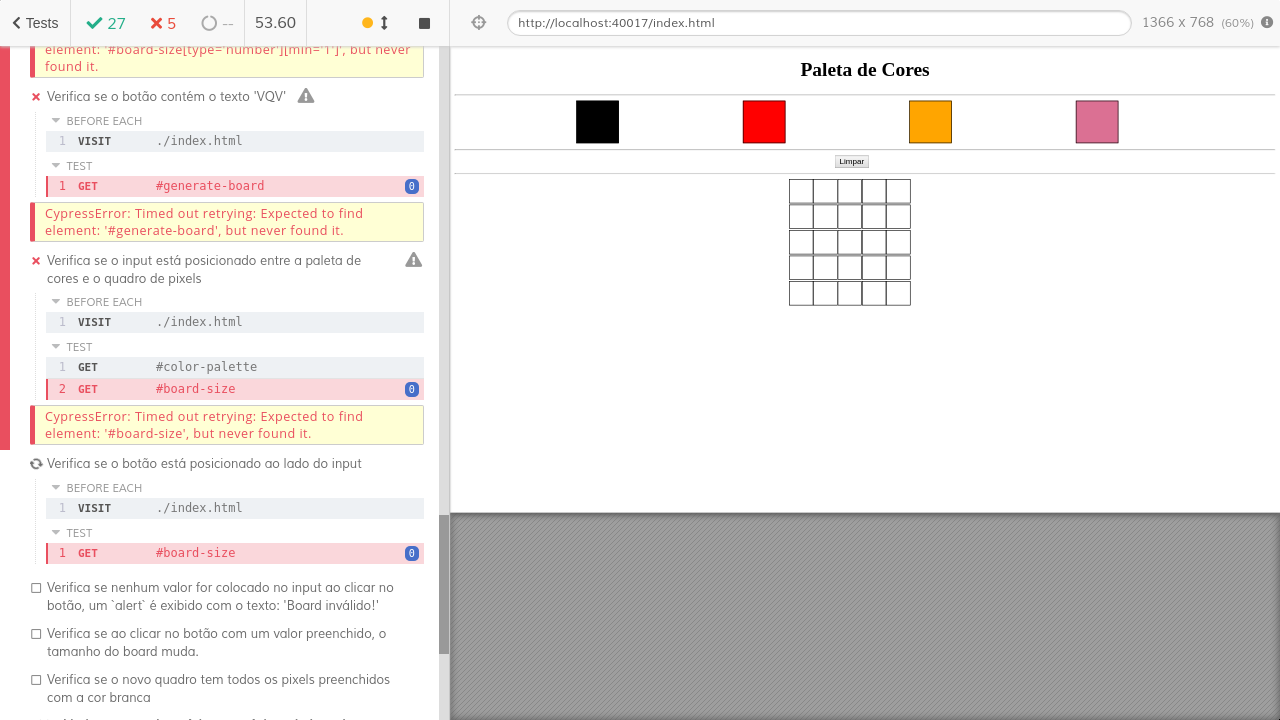 Tests
27
5
--
53.60
http://localhost:40017/index.html
1366 x 768 (60%)
element: '#board-size[type='number'][min='1']', but never
found it.
Verifica se o botão contém o texto 'VQV'
BEFORE EACH
1 VISIT ./index.html
TEST
1 GET #generate-board 0
CypressError: Timed out retrying: Expected to find
element: '#generate-board', but never found it.
Verifica se o input está posicionado entre a paleta de
cores e o quadro de pixels
BEFORE EACH
1 VISIT ./index.html
TEST
1 GET #color-palette
2 GET #board-size 0
CypressError: Timed out retrying: Expected to find
element: '#board-size', but never found it.
Verifica se o botão está posicionado ao lado do input
BEFORE EACH
1 VISIT ./index.html
TEST
1 GET #board-size 0
Verifica se nenhum valor for colocado no input ao clicar no
botão, um `alert` é exibido com o texto: 'Board inválido!'
Verifica se ao clicar no botão com um valor preenchido, o
tamanho do board muda.
Verifica se o novo quadro tem todos os pixels preenchidos
com a cor branca
Paleta de Cores
Limpar